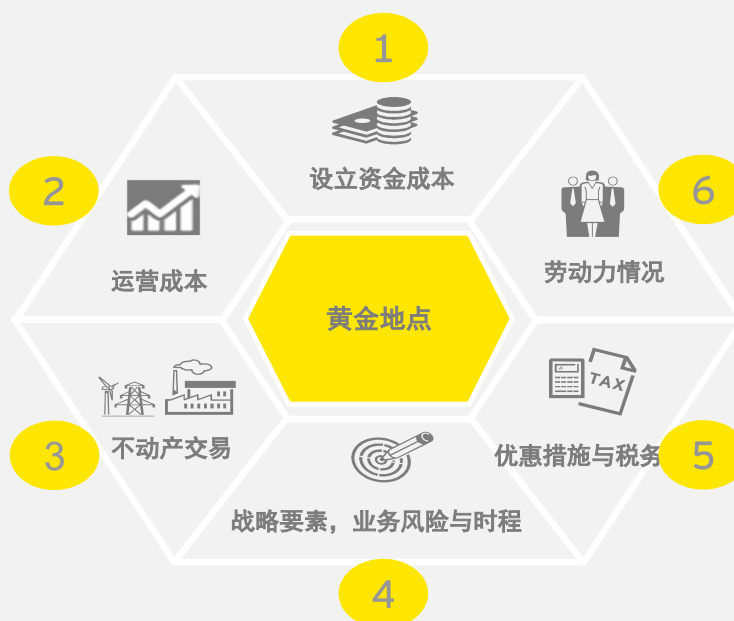 1
设立资金成本
2
运营成本
6
劳动力情况
黄金地点
3
不动产交易
TAX
优惠措施与税务
5
战略要素，业务风险与时程
4